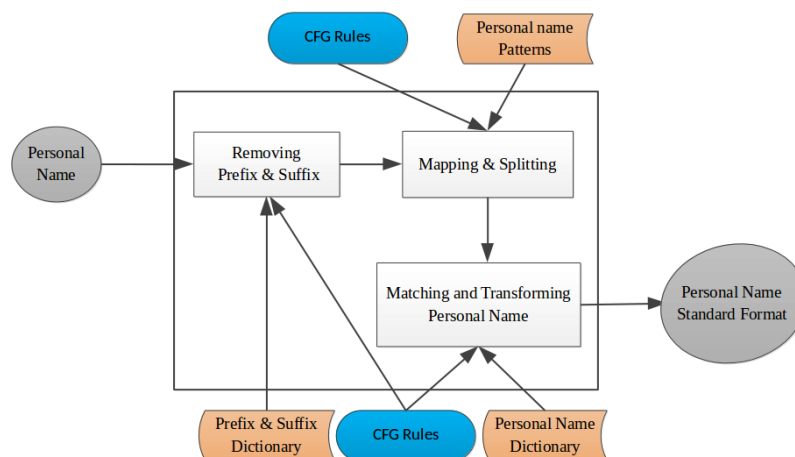 CFG Rules
Personal name
Patterns
Personal
Name
Removing
Prefix & Suffix
Mapping & Splitting
Matching and Transforming
Personal Name
Personal Name
Standard Format
Prefix & Suffix
Dictionary
CFG Rules
Personal Name
Dictionary